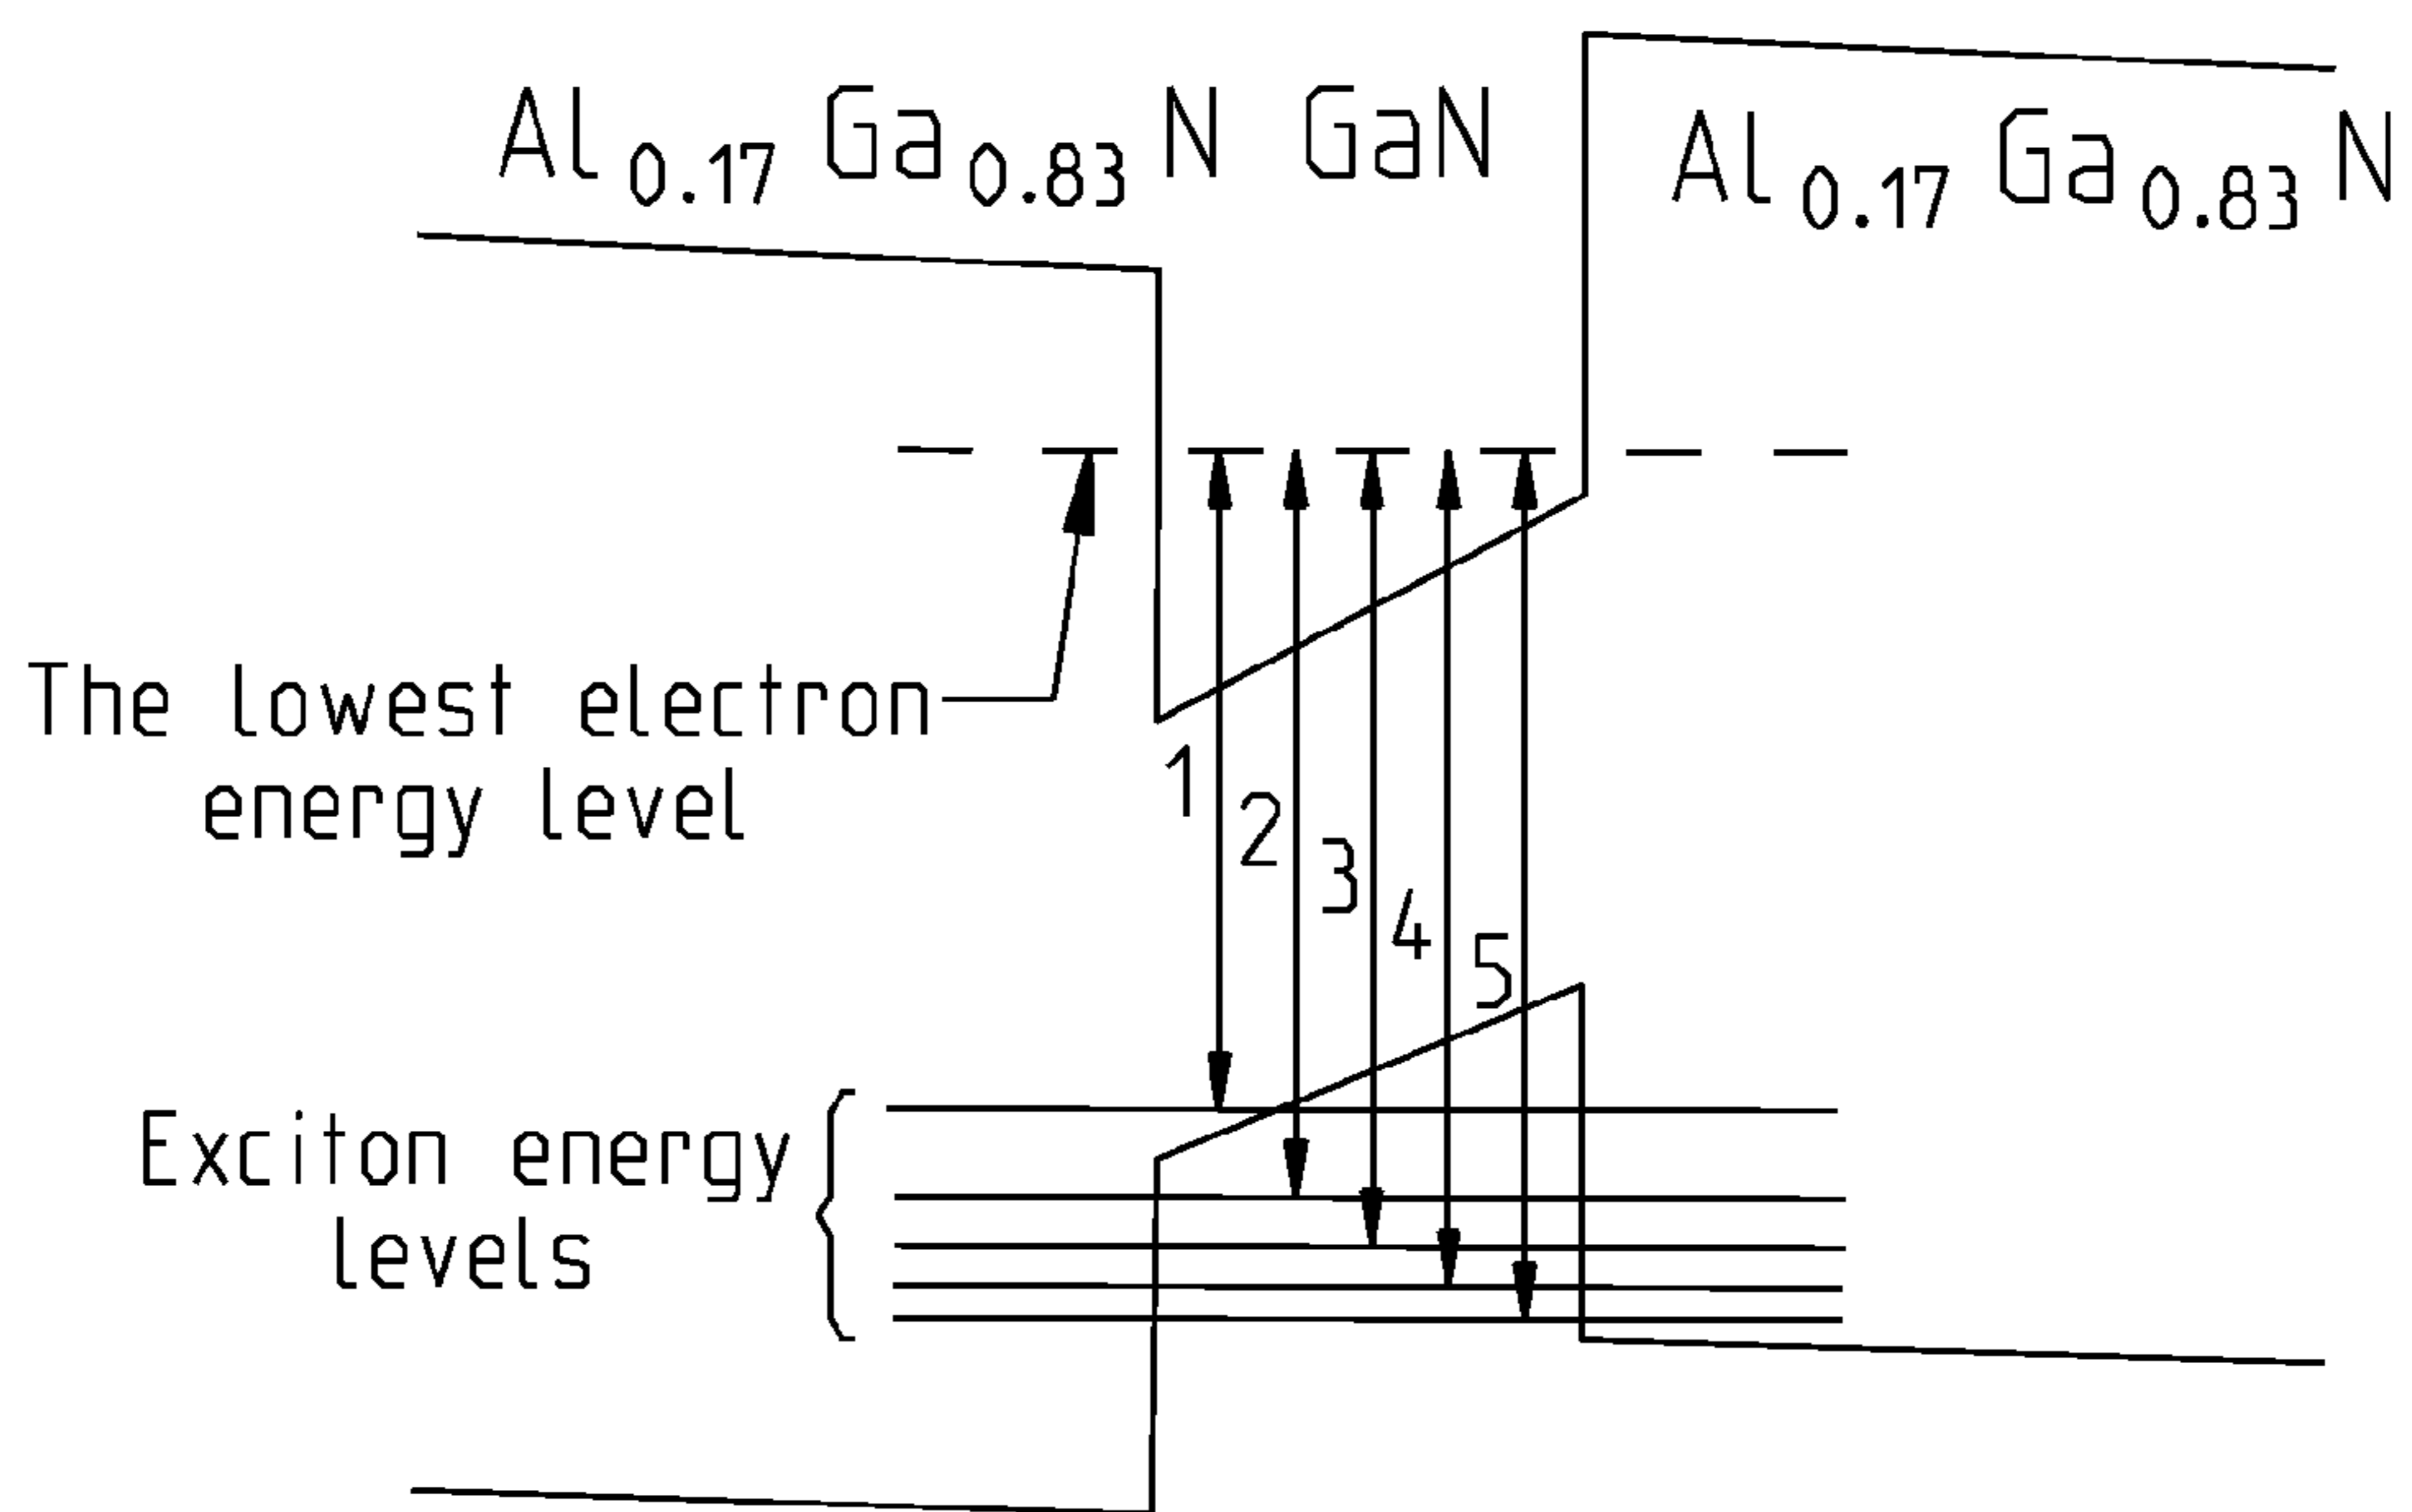 Al0.17 Ga0.83 N GaN
Al0.17 Ga0.83 N
The lowest electron
energy level
1
2
3
4
5
Exciton energy
levels